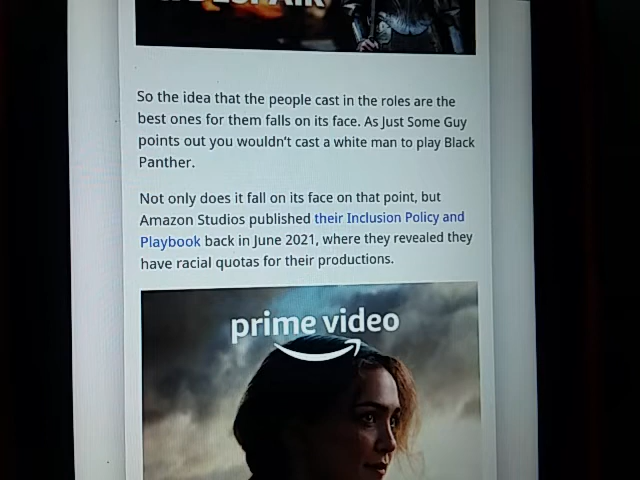 So the idea that the people cast in the roles are the
best ones for them falls on its face. As Just Some Guy
points out you wouldn't cast a white man to play Black
Panther.
Not only does it fall on its face on that point, but
Amazon Studios published their Inclusion Policy and
Playbook back in June 2021, where they revealed they
have racial quotas for their productions.
prime video